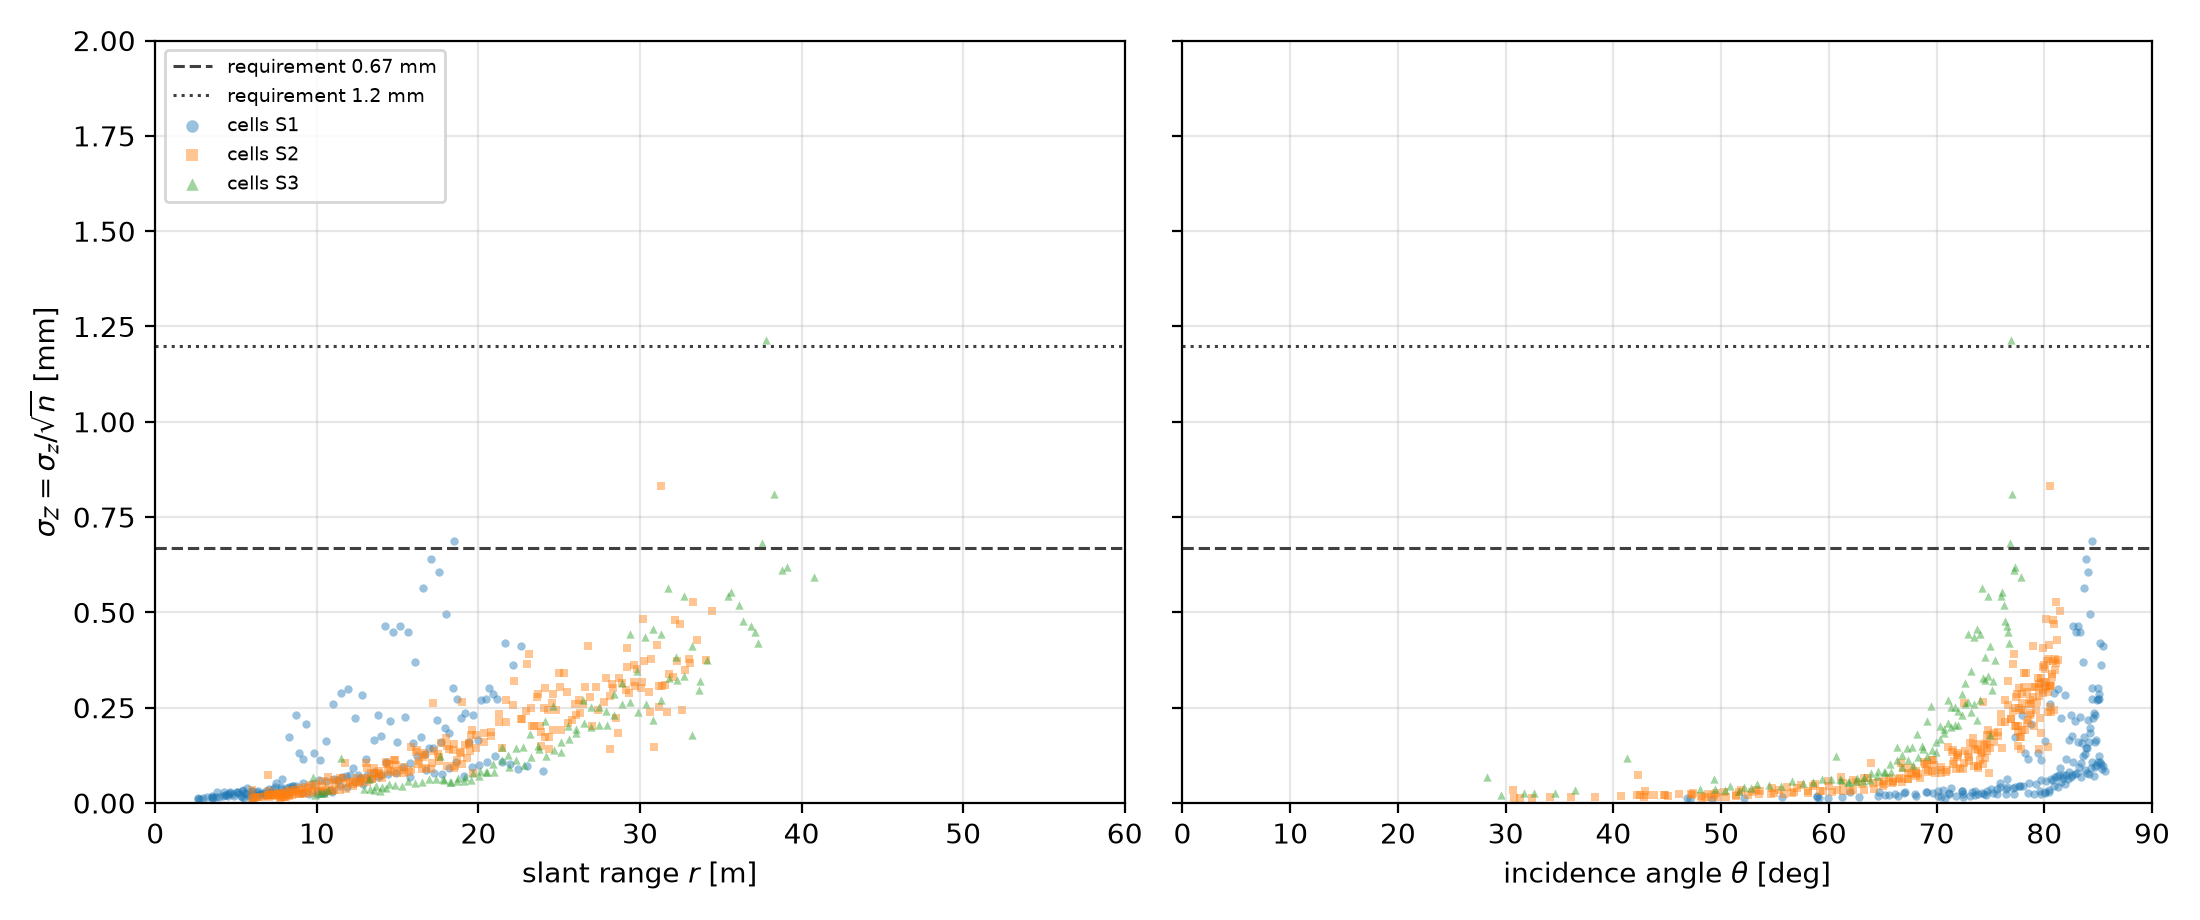 2.00
1.75
1.50
1.25
1.00
0.75
0.50
0.25
0.00
σ_Z = σ_z/√n [mm]
requirement 0.67 mm
requirement 1.2 mm
cells S1
cells S2
cells S3
0 10 20 30 40 50 60
slant range r [m]
0 10 20 30 40 50 60 70 80 90
incidence angle θ [deg]